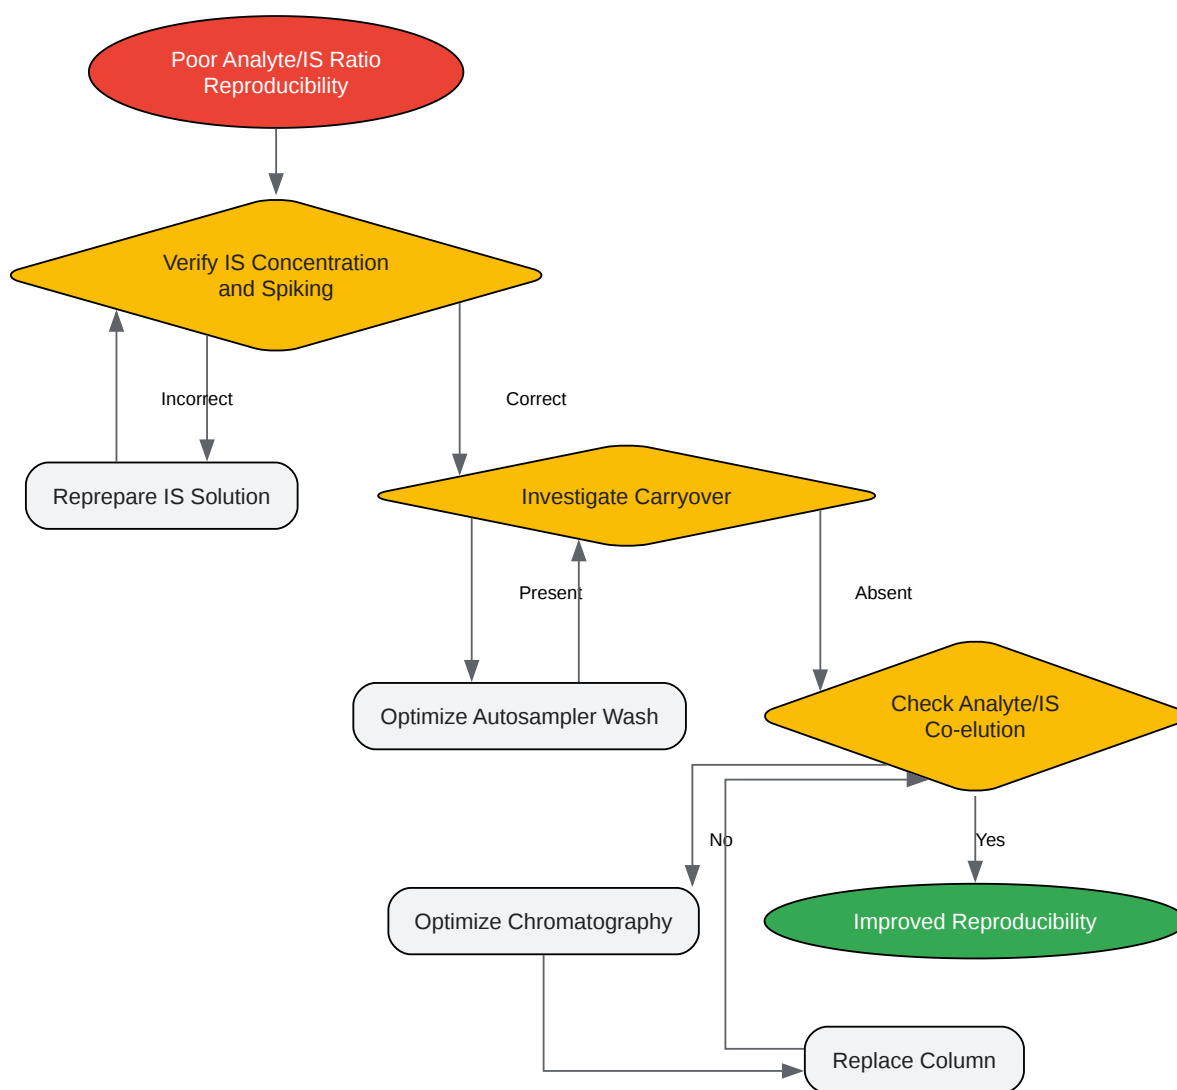 Poor Analyte/IS Ratio
Reproducibility
Verify IS Concentration
and Spiking
Incorrect
Correct
Reprepare IS Solution
Investigate Carryover
Present
Absent
Optimize Autosampler Wash
Check Analyte/IS
Co-elution
No
Yes
Optimize Chromatography
Improved Reproducibility
Replace Column